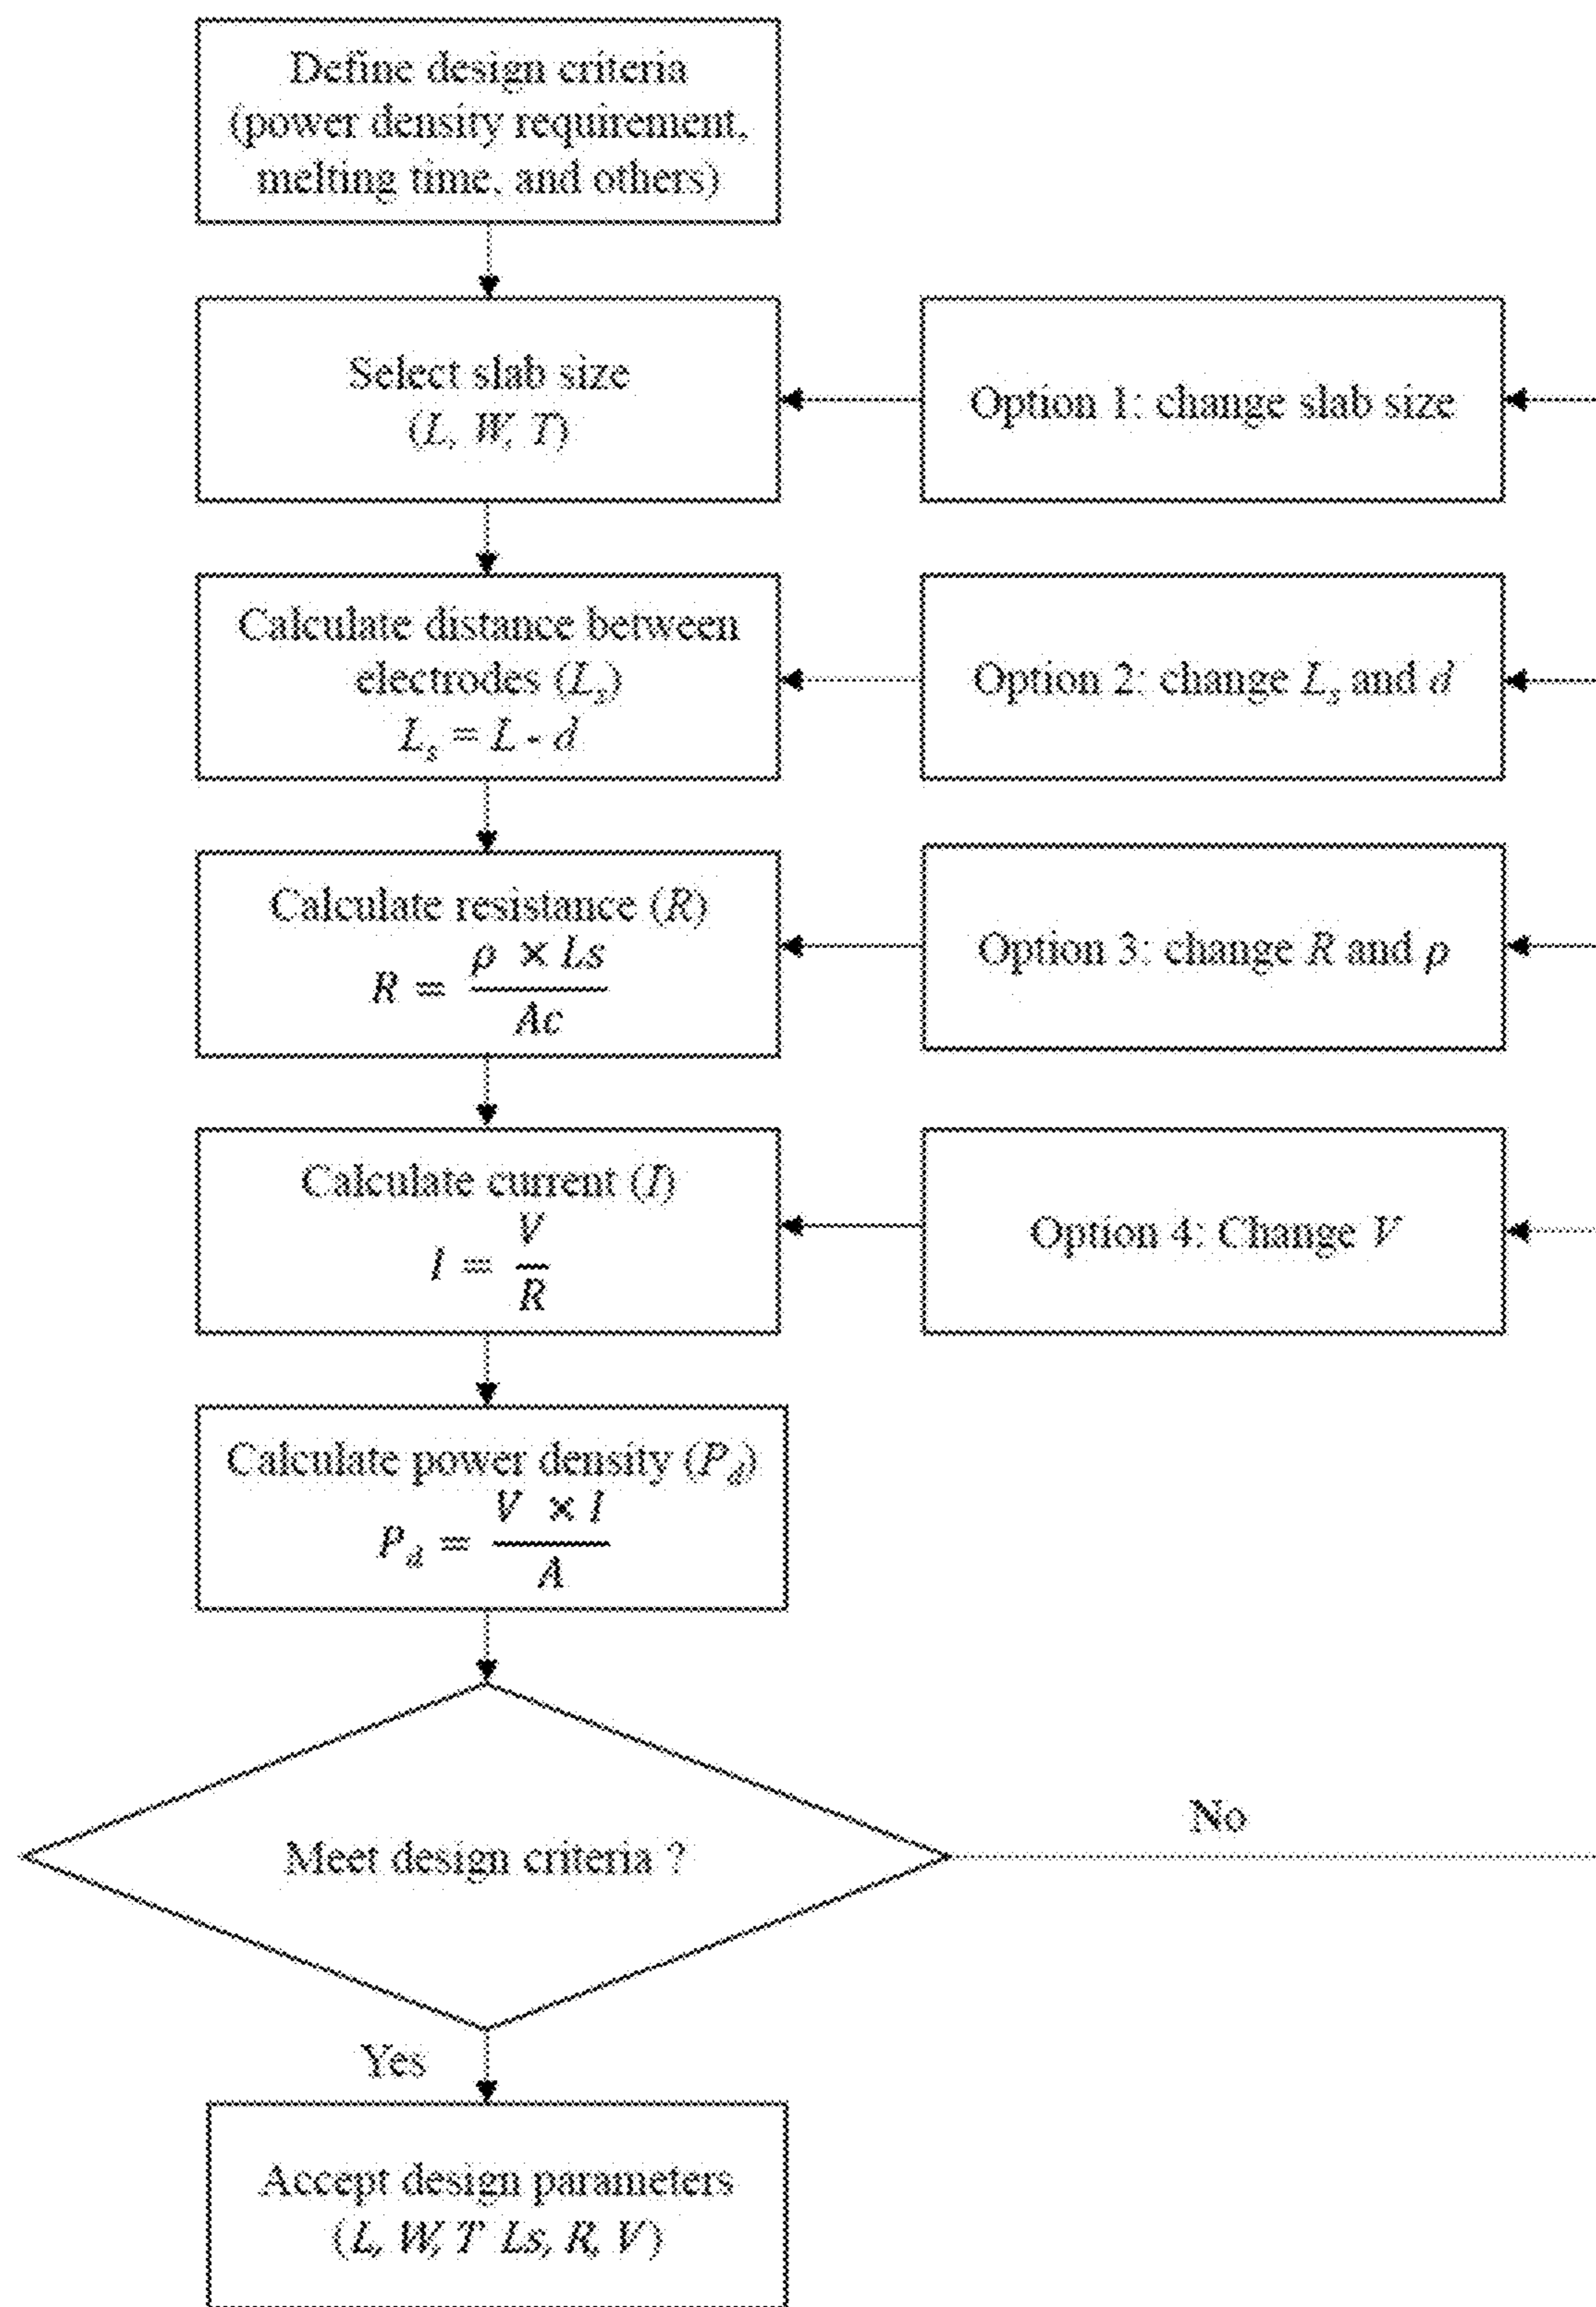 Define design criteria
(power density requirement,
melting time, and others)
Select slab size
(L, W, T)
Option 1: change slab size
Calculate distance between
electrodes (Ls)
Ls = L - d
Option 2: change Ls and d
Calculate resistance (R)
R = ρ × Ls / Ac
Option 3: change R and ρ
Calculate current (I)
I = V / R
Option 4: Change V
Calculate power density (Pd)
Pd = V × I / A
Meet design criteria ?
No
Yes
Accept design parameters
(L, W, T Ls, R, V)